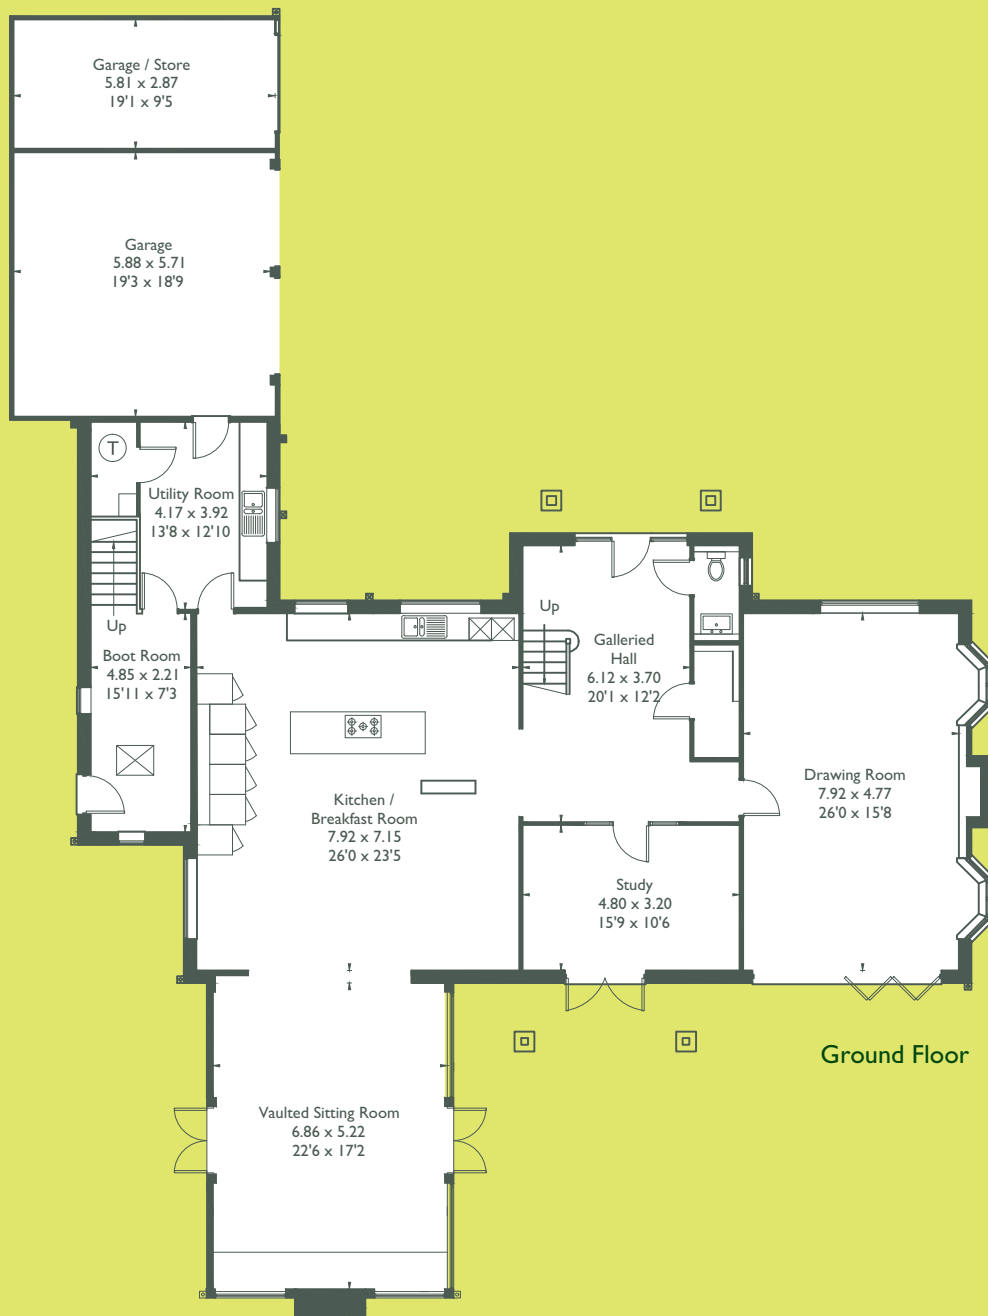 Garage / Store
5.81 x 2.87
19'1 x 9'5
Garage
5.88 x 5.71
19'3 x 18'9
T
Utility Room
4.17 x 3.92
13'8 x 12'10
Up
Boot Room
4.85 x 2.21
15'11 x 7'3
Up
Galleried
Hall
6.12 x 3.70
20'1 x 12'2
Kitchen /
Breakfast Room
7.92 x 7.15
26'0 x 23'5
Drawing Room
7.92 x 4.77
26'0 x 15'8
Study
4.80 x 3.20
15'9 x 10'6
Ground Floor
Vaulted Sitting Room
6.86 x 5.22
22'6 x 17'2